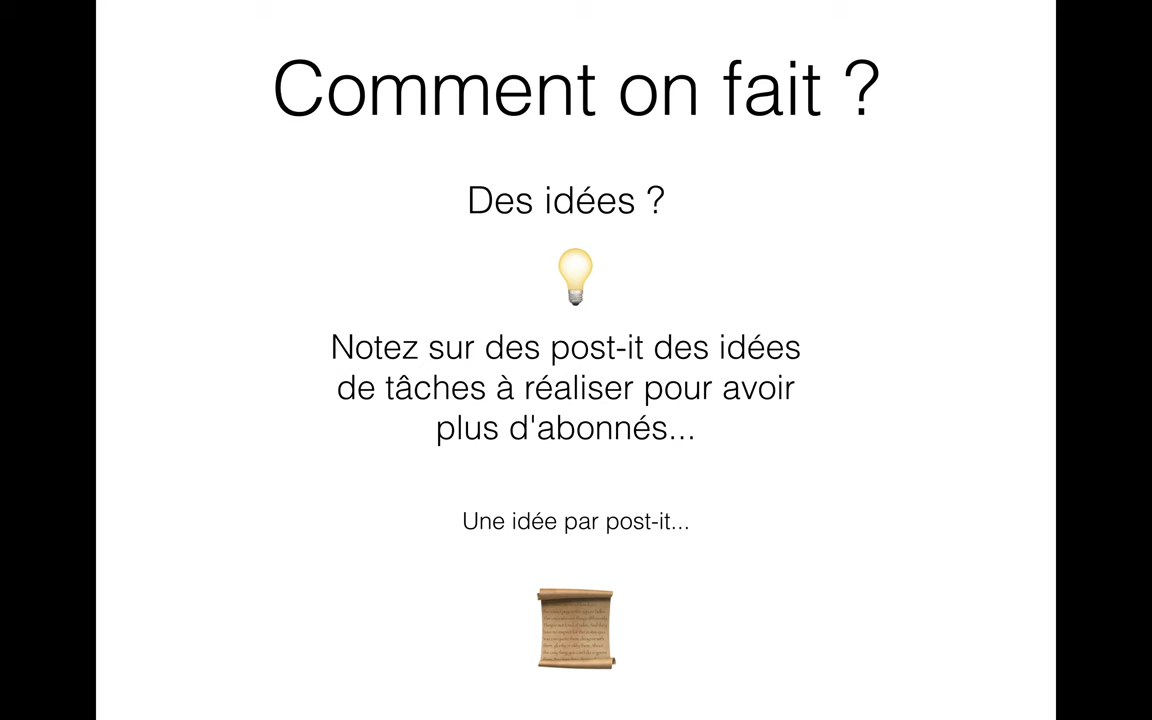 Comment on fait ?
Des idées ?
Notez sur des post-it des idées
de tâches à réaliser pour avoir
plus d'abonnés...
Une idée par post-it...